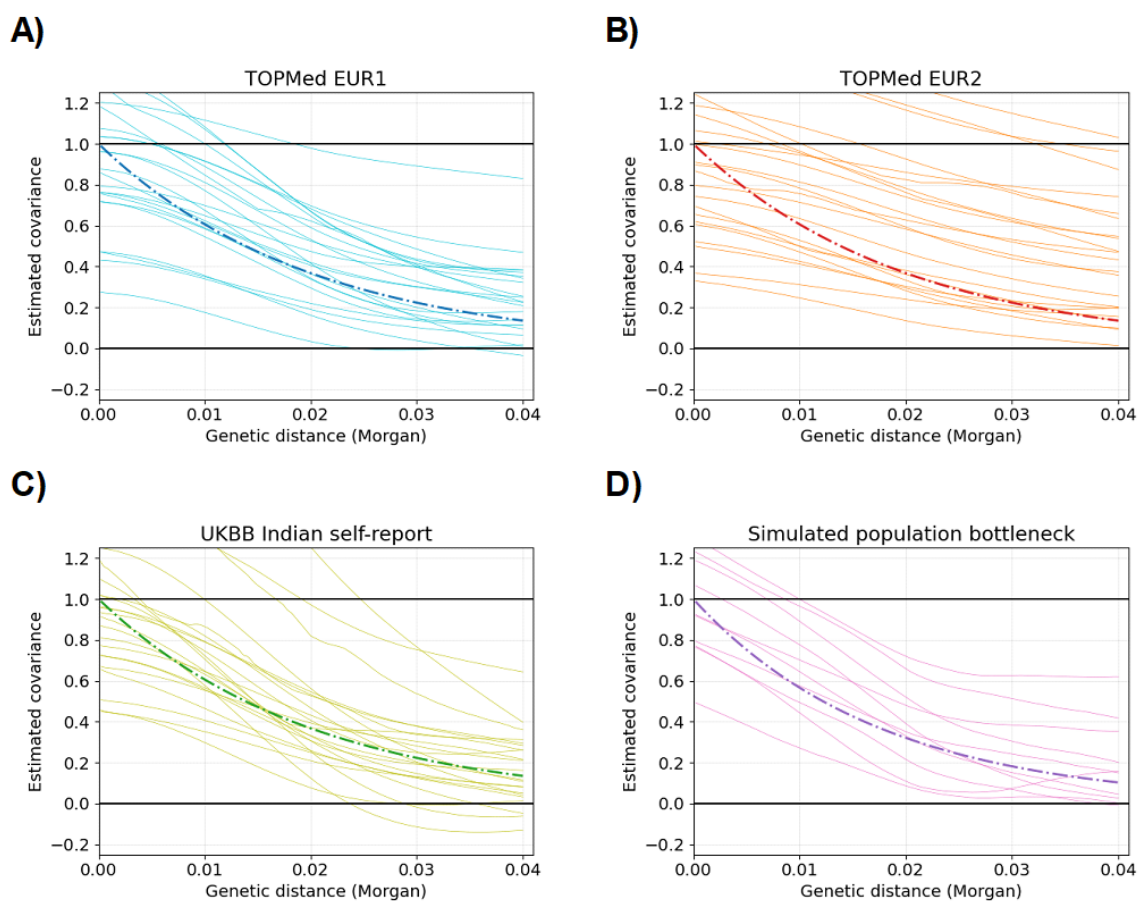 A)
B)
TOPMed EUR1
TOPMed EUR2
Estimated covariance
1.2
1.0
0.8
0.6
0.4
0.2
0.0
−0.2
0.00 0.01 0.02 0.03 0.04
Genetic distance (Morgan)
Estimated covariance
1.2
1.0
0.8
0.6
0.4
0.2
0.0
−0.2
0.00 0.01 0.02 0.03 0.04
Genetic distance (Morgan)
C)
D)
UKBB Indian self-report
Simulated population bottleneck
Estimated covariance
1.2
1.0
0.8
0.6
0.4
0.2
0.0
−0.2
0.00 0.01 0.02 0.03 0.04
Genetic distance (Morgan)
Estimated covariance
1.2
1.0
0.8
0.6
0.4
0.2
0.0
−0.2
0.00 0.01 0.02 0.03 0.04
Genetic distance (Morgan)